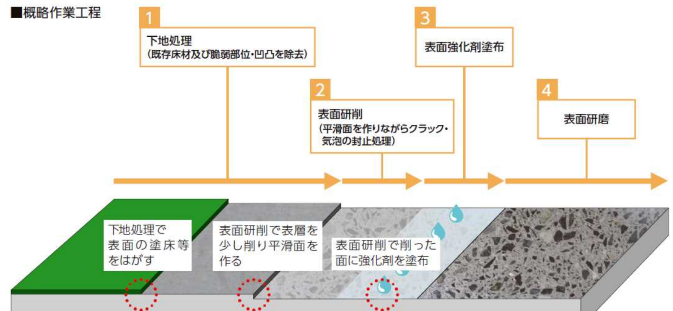 ■概略作業工程
1
下地処理
(既存床材及び脆弱部位・凹凸を除去)
2
表面研削
(平滑面を作りながらクラック・
気泡の封止処理)
3
表面強化剤塗布
4
表面研磨
下地処理で
表面の塗床等
をはがす
表面研削で表層を
少し削り平滑面を
作る
表面研削で削った
面に強化剤を塗布